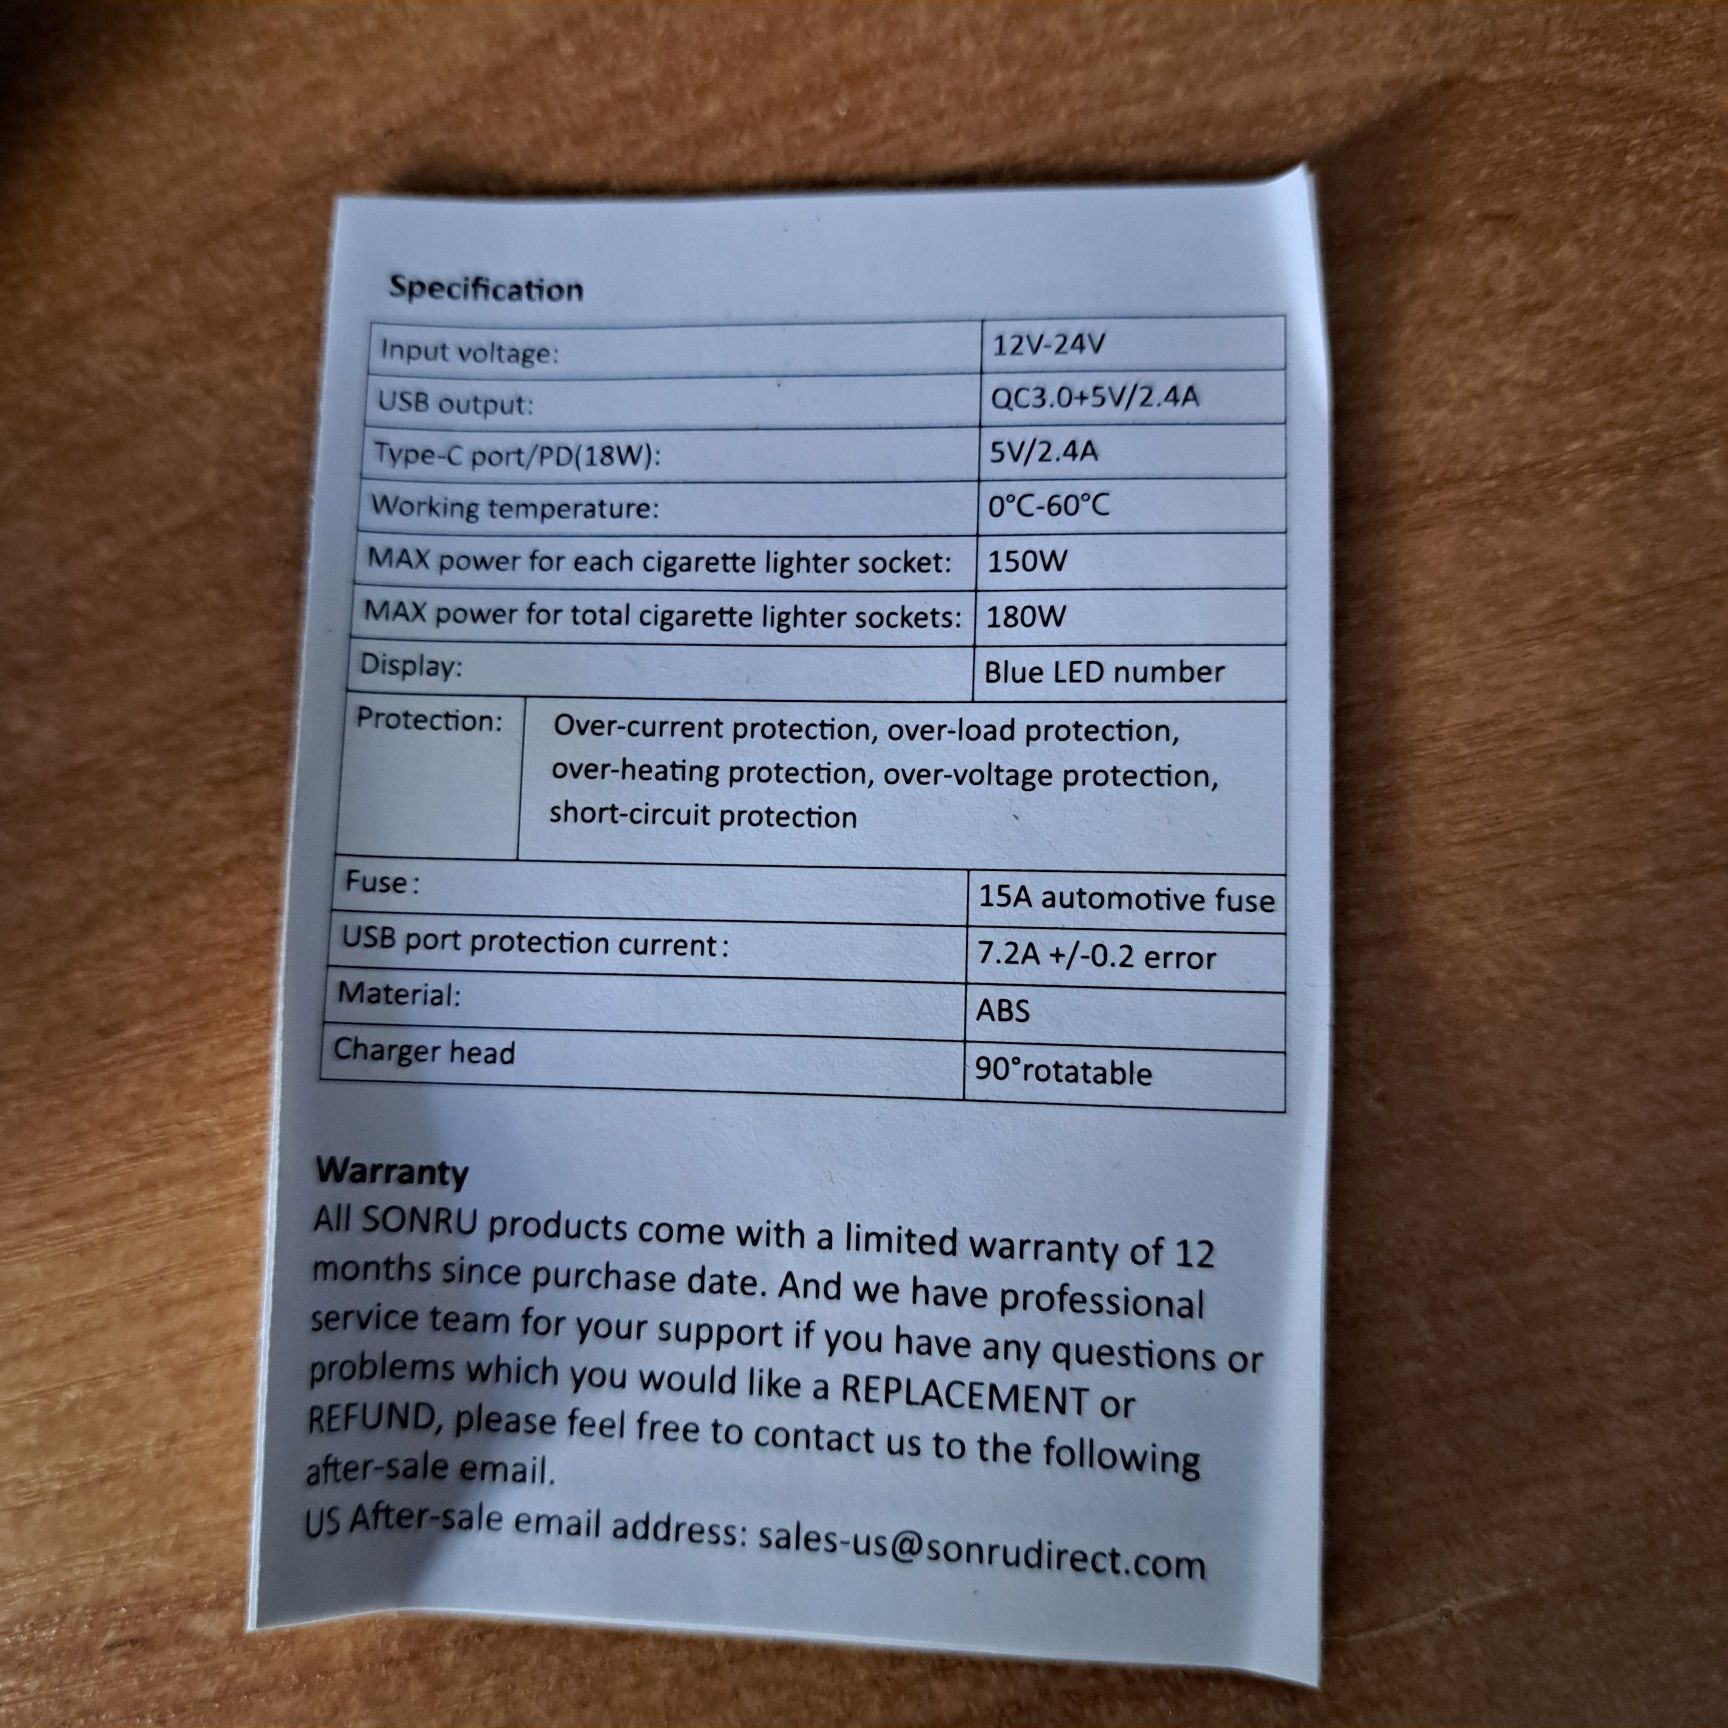 Specification
Input voltage: 12V-24V
USB output: QC3.0+5V/2.4A
Type-C port/PD(18W): 5V/2.4A
Working temperature: 0°C-60°C
MAX power for each cigarette lighter socket: 150W
MAX power for total cigarette lighter sockets: 180W
Display: Blue LED number
Protection: Over-current protection, over-load protection,
over-heating protection, over-voltage protection,
short-circuit protection
Fuse: 15A automotive fuse
USB port protection current: 7.2A +/-0.2 error
Material: ABS
Charger head 90°rotatable
Warranty
All SONRU products come with a limited warranty of 12
months since purchase date. And we have professional
service team for your support if you have any questions or
problems which you would like a REPLACEMENT or
REFUND, please feel free to contact us to the following
after-sale email.
US After-sale email address: sales-us@sonrudirect.com